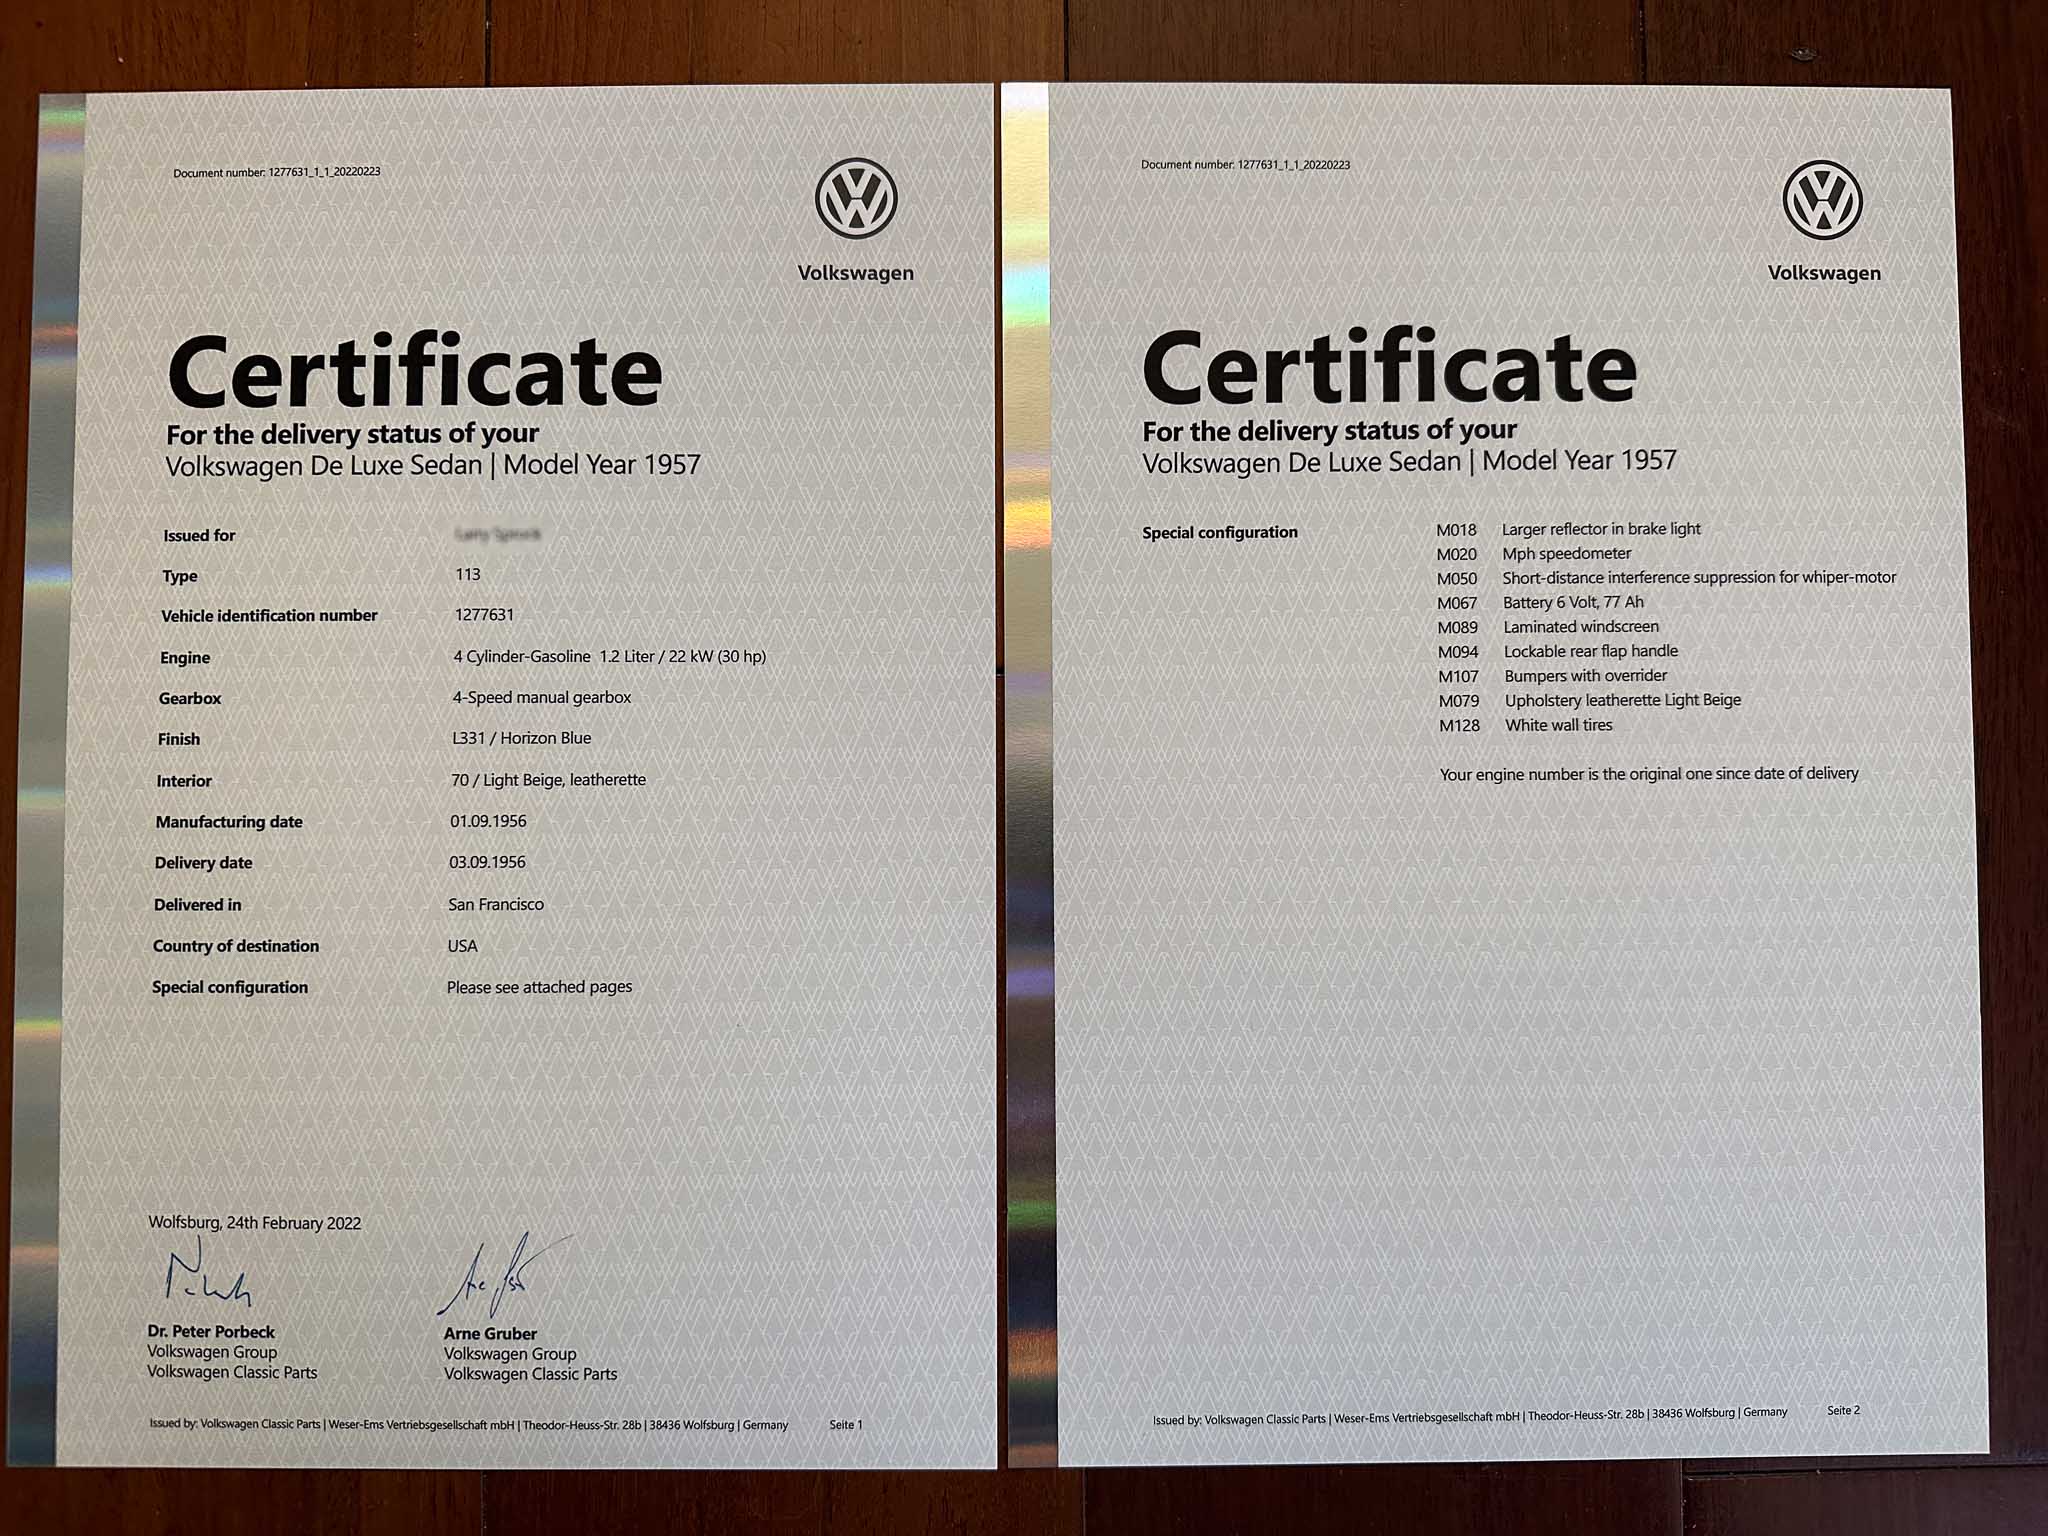 Document number: 1277631_1_1_20220223
Volkswagen
Certificate
For the delivery status of your
Volkswagen De Luxe Sedan | Model Year 1957
Issued for
Type 113
Vehicle identification number 1277631
Engine 4 Cylinder-Gasoline 1.2 Liter / 22 kW (30 hp)
Gearbox 4-Speed manual gearbox
Finish L331 / Horizon Blue
Interior 70 / Light Beige, leatherette
Manufacturing date 01.09.1956
Delivery date 03.09.1956
Delivered in San Francisco
Country of destination USA
Special configuration Please see attached pages
Wolfsburg, 24th February 2022
Dr. Peter Porbeck Arne Gruber
Volkswagen Group Volkswagen Group
Volkswagen Classic Parts Volkswagen Classic Parts
Issued by: Volkswagen Classic Parts | Weser-Ems Vertriebsgesellschaft mbH | Theodor-Heuss-Str. 28b | 38436 Wolfsburg | Germany Seite 1
Document number: 1277631_1_1_20220223
Volkswagen
Certificate
For the delivery status of your
Volkswagen De Luxe Sedan | Model Year 1957
Special configuration M018 Larger reflector in brake light
M020 Mph speedometer
M050 Short-distance interference suppression for whiper-motor
M067 Battery 6 Volt, 77 Ah
M089 Laminated windscreen
M094 Lockable rear flap handle
M107 Bumpers with overrider
M079 Upholstery leatherette Light Beige
M128 White wall tires
Your engine number is the original one since date of delivery
Issued by: Volkswagen Classic Parts | Weser-Ems Vertriebsgesellschaft mbH | Theodor-Heuss-Str. 28b | 38436 Wolfsburg | Germany Seite 2